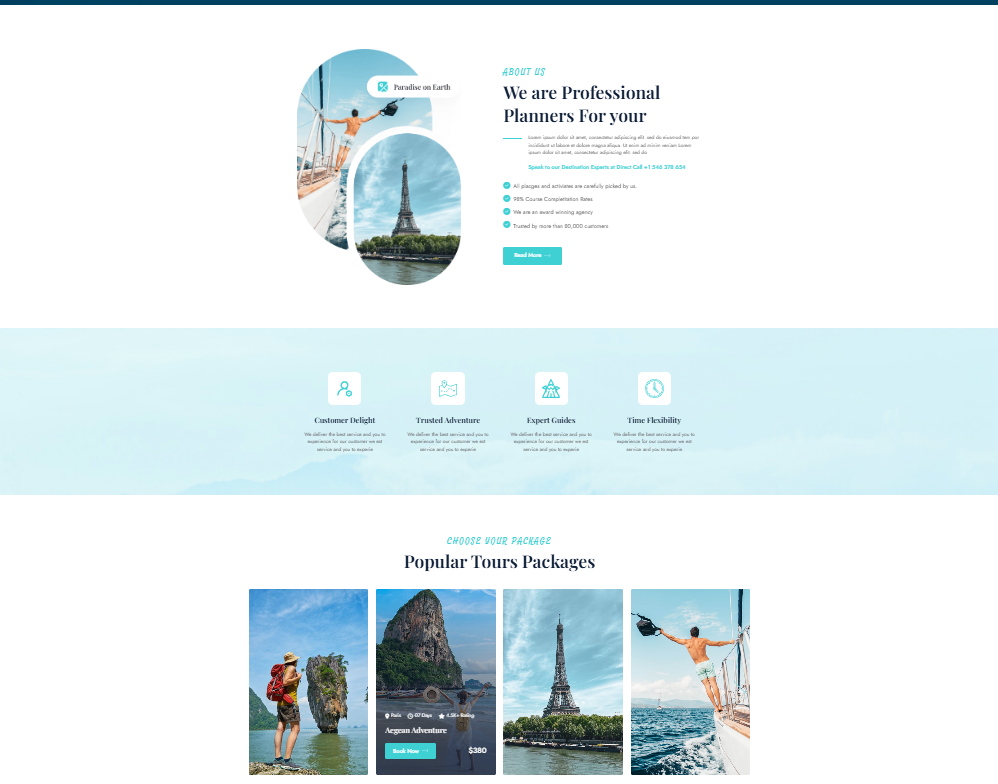 Paradise on Earth
ABOUT US
We are Professional
Planners For your
Lorem ipsum dolor sit amet, consectetur adipiscing elit. sed do eiusmod tem por
incididunt ut labore et dolore magna aliqua. Ut enim ad minim veniam Lorem
ipsum dolor sit amet, consectetur adipiscing elit. sed do
Speak to our Destination Experts at Direct Call +1 546 378 654
All placges and activiates are carefully picked by us.
98% Course Complettation Rates
We are an award winning agency
Trusted by more than 80,000 customers
Read More →
Customer Delight
We deliver the best service and you to
experience for our customer we eat
service and you to experie
Trusted Adventure
We deliver the best service and you to
experience for our customer we eat
service and you to experie
Expert Guides
We deliver the best service and you to
experience for our customer we eat
service and you to experie
Time Flexibility
We deliver the best service and you to
experience for our customer we eat
service and you to experie
CHOOSE YOUR PACKAGE
Popular Tours Packages
Paris 07 Days 4.5K+ Rating
Aegean Adventure
Book Now → $380